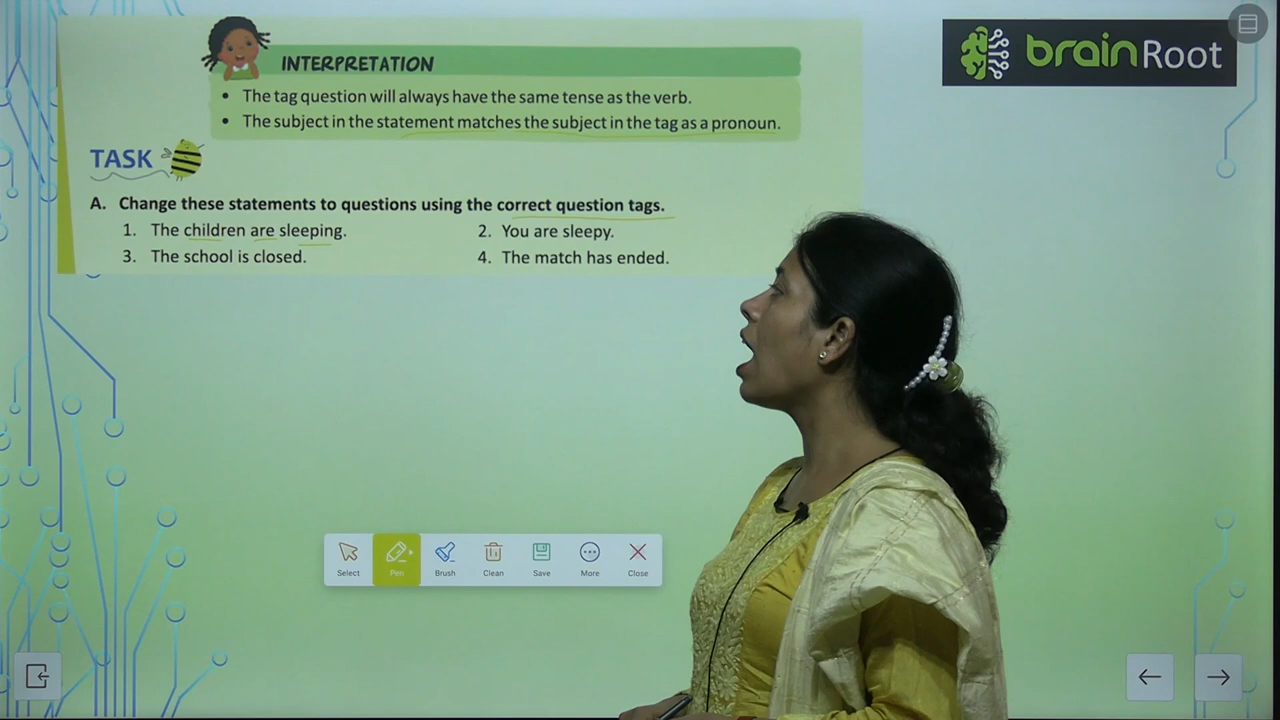 brainRoot
INTERPRETATION
• The tag question will always have the same tense as the verb.
• The subject in the statement matches the subject in the tag as a pronoun.
TASK
A. Change these statements to questions using the correct question tags.
1. The children are sleeping.
2. You are sleepy.
3. The school is closed.
4. The match has ended.
Select
Pen
Brush
Clean
Save
More
Close